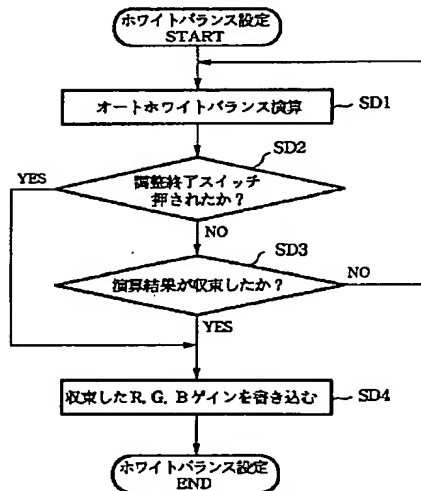 ホワイトバランス設定
START
オートホワイトバランス演算
SD1
SD2
YES
調整終了スイッチ
押されたか？
NO
SD3
演算結果が収束したか？
NO
YES
収束したR, G, Bゲインを書き込む
SD4
ホワイトバランス設定
END